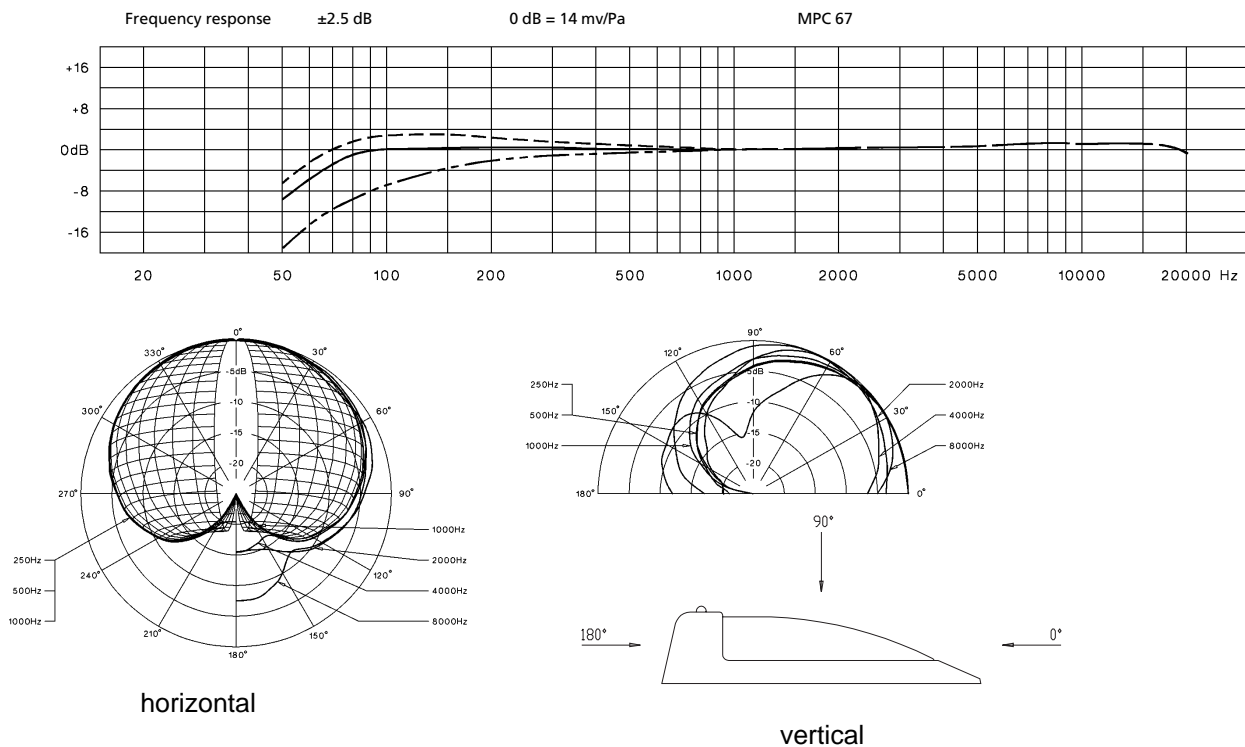 Frequency response ±2.5 dB 0 dB = 14 mv/Pa MPC 67
+16
+8
0dB
-8
-16
20 50 100 200 500 1000 2000 5000 10000 20000 Hz
0°
330° 30°
300° 60°
270° 90°
240° 120°
210° 150°
180°
-5dB
-10
-15
-20
250Hz
500Hz
1000Hz
1000Hz
2000Hz
4000Hz
8000Hz
horizontal
90°
120° 60°
150° 30°
180° 0°
-5dB
-10
-15
-20
250Hz
500Hz
1000Hz
2000Hz
4000Hz
8000Hz
90°
180° 0°
vertical